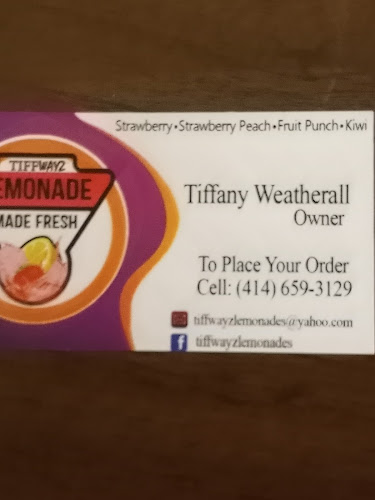 Strawberry•Strawberry Peach•Fruit Punch•Kiwi
TIFFWAYZ
EMONADE
MADE FRESH
Tiffany Weatherall
Owner
To Place Your Order
Cell: (414) 659-3129
tiffwayzlemonades@yahoo.com
f tiffwayzlemonades